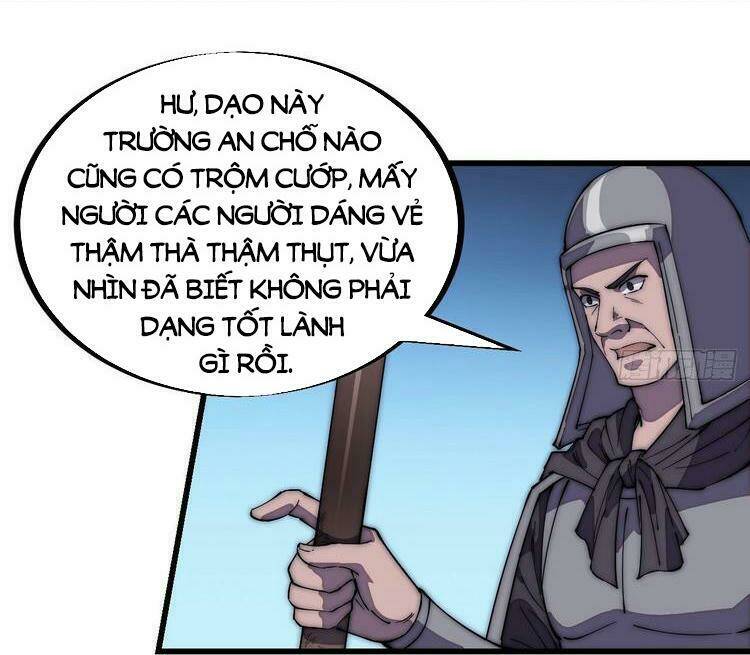 HƯ, DẠO NÀY
TRƯỜNG AN CHỖ NÀO
CŨNG CÓ TRỘM CƯỚP, MẤY
NGƯỜI CÁC NGƯỜI DÁNG VẺ
THẬM THÀ THẬM THỤT, VỪA
NHÌN ĐÃ BIẾT KHÔNG PHẢI
DẠNG TỐT LÀNH
GÌ RỒI.